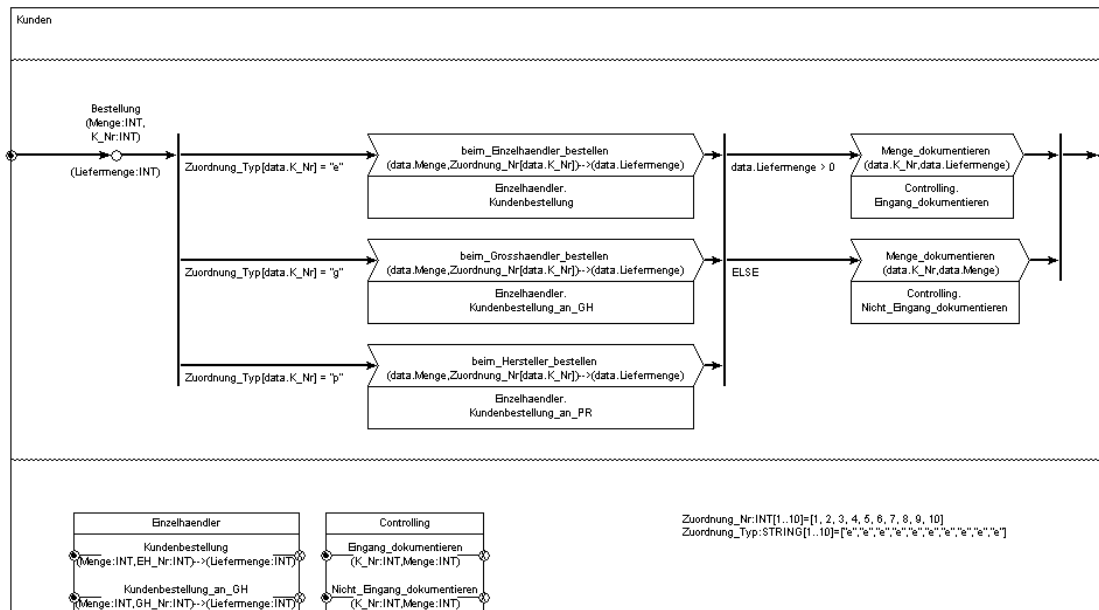 Kunden
Bestellung
(Menge:INT,
K_Nr:INT)
(Liefermenge:INT)
Zuordnung_Typ[data.K_Nr] = "e"
beim_Einzelhaendler_bestellen
(data.Menge,Zuordnung_Nr[data.K_Nr])-->(data.Liefermenge)
Einzelhaendler.
Kundenbestellung
data.Liefermenge > 0
Menge_dokumentieren
(data.K_Nr,data.Liefermenge)
Controlling.
Eingang_dokumentieren
Zuordnung_Typ[data.K_Nr] = "g"
beim_Grosshaendler_bestellen
(data.Menge,Zuordnung_Nr[data.K_Nr])-->(data.Liefermenge)
Einzelhaendler.
Kundenbestellung_an_GH
ELSE
Menge_dokumentieren
(data.K_Nr,data.Menge)
Controlling.
Nicht_Eingang_dokumentieren
Zuordnung_Typ[data.K_Nr] = "p"
beim_Hersteller_bestellen
(data.Menge,Zuordnung_Nr[data.K_Nr])-->(data.Liefermenge)
Einzelhaendler.
Kundenbestellung_an_PR
Einzelhaendler
Kundenbestellung
(Menge:INT,EH_Nr:INT)-->(Liefermenge:INT)
Kundenbestellung_an_GH
(Menge:INT,GH_Nr:INT)-->(Liefermenge:INT)
Controlling
Eingang_dokumentieren
(K_Nr:INT,Menge:INT)
Nicht_Eingang_dokumentieren
(K_Nr:INT,Menge:INT)
Zuordnung_Nr:INT[1..10]=[1, 2, 3, 4, 5, 6, 7, 8, 9, 10]
Zuordnung_Typ:STRING[1..10]=["e","e","e","e","e","e","e","e","e","e"]